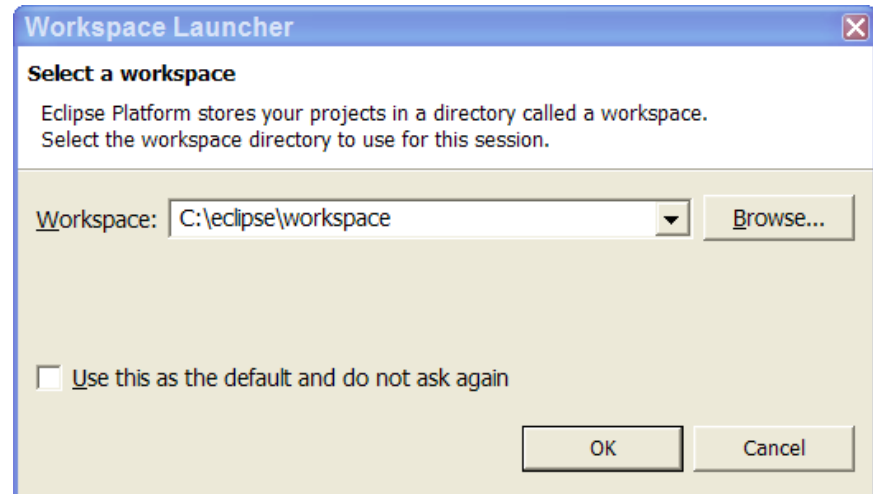 Workspace Launcher
Select a workspace
Eclipse Platform stores your projects in a directory called a workspace.
Select the workspace directory to use for this session.
Workspace: C:\eclipse\workspace Browse...
Use this as the default and do not ask again
OK Cancel